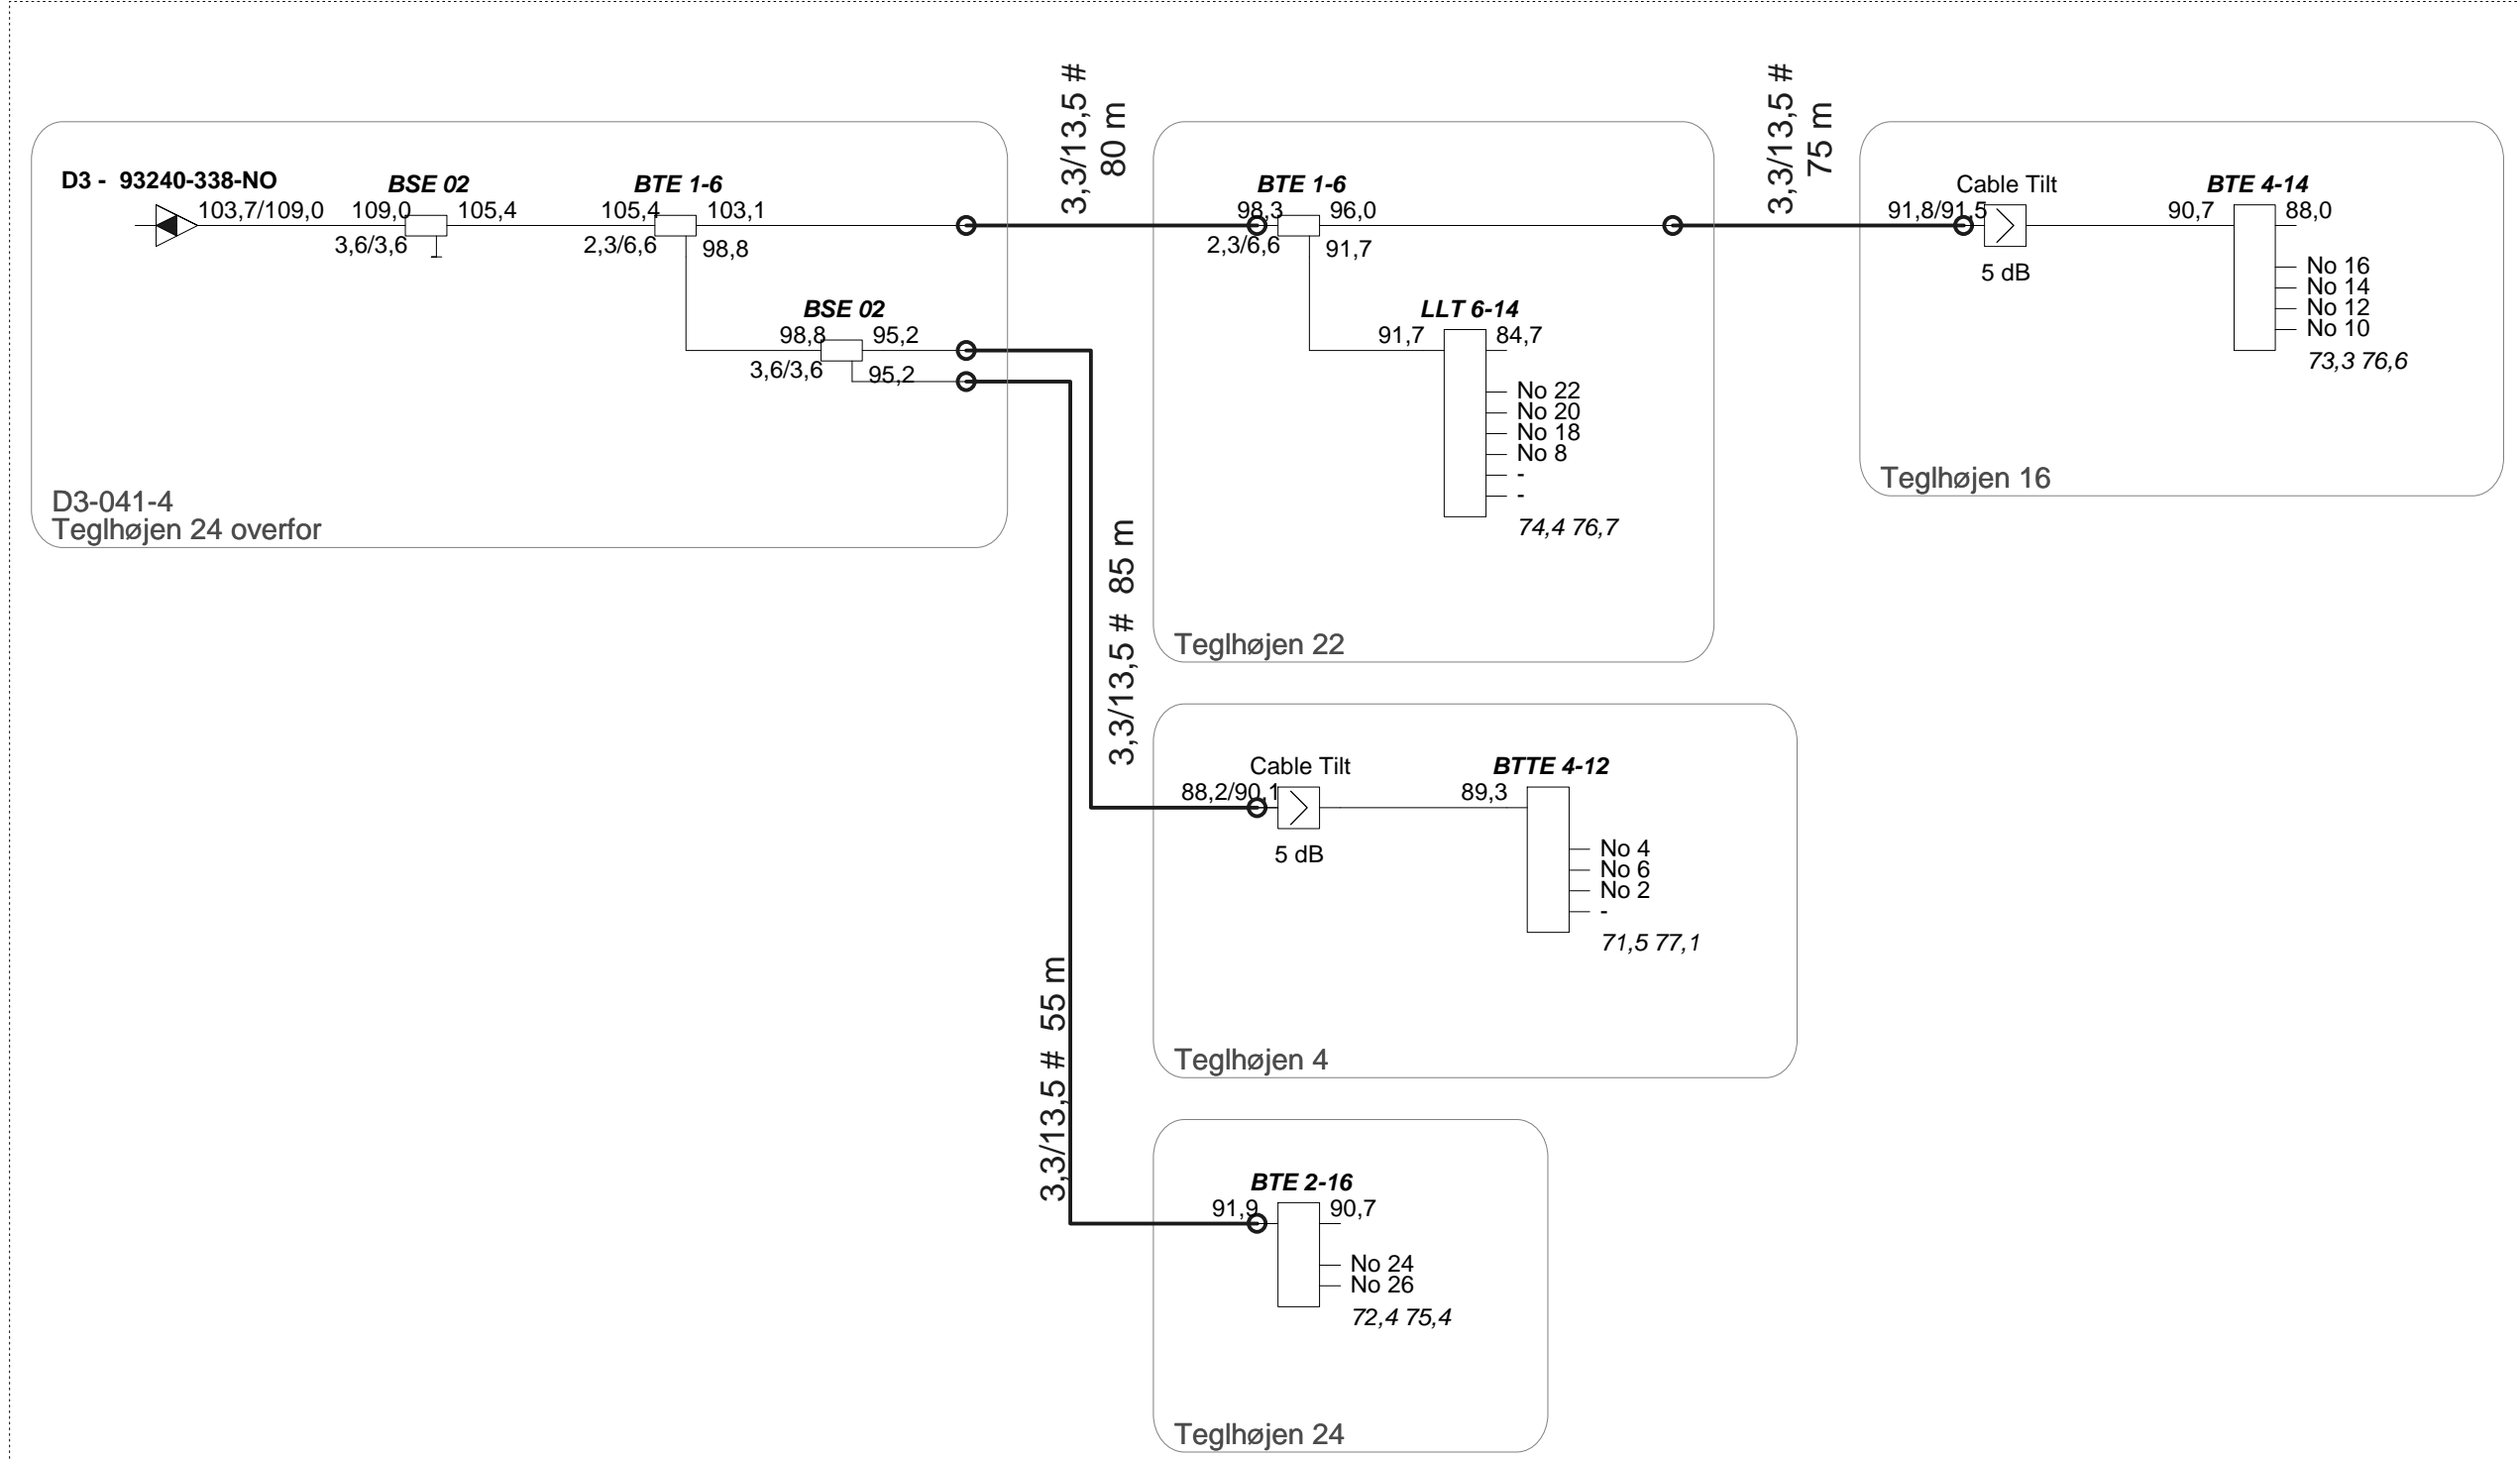 D3 - 93240-338-NO
103,7/109,0
BSE 02
109,0
105,4
3,6/3,6
BTE 1-6
105,4
103,1
2,3/6,6
98,8
BSE 02
98,8
95,2
3,6/3,6
95,2
D3-041-4
Teglhøjen 24 overfor
3,3/13,5 #
80 m
BTE 1-6
98,3
96,0
2,3/6,6
91,7
LLT 6-14
91,7
84,7
No 22
No 20
No 18
No 8
-
-
74,4 76,7
Teglhøjen 22
3,3/13,5 #
75 m
Cable Tilt
91,8/91,5
5 dB
BTE 4-14
90,7
88,0
No 16
No 14
No 12
No 10
73,3 76,6
Teglhøjen 16
3,3/13,5 # 85 m
Cable Tilt
88,2/90,1
5 dB
BTTE 4-12
89,3
No 4
No 6
No 2
-
71,5 77,1
Teglhøjen 4
3,3/13,5 # 55 m
BTE 2-16
91,9
90,7
No 24
No 26
72,4 75,4
Teglhøjen 24